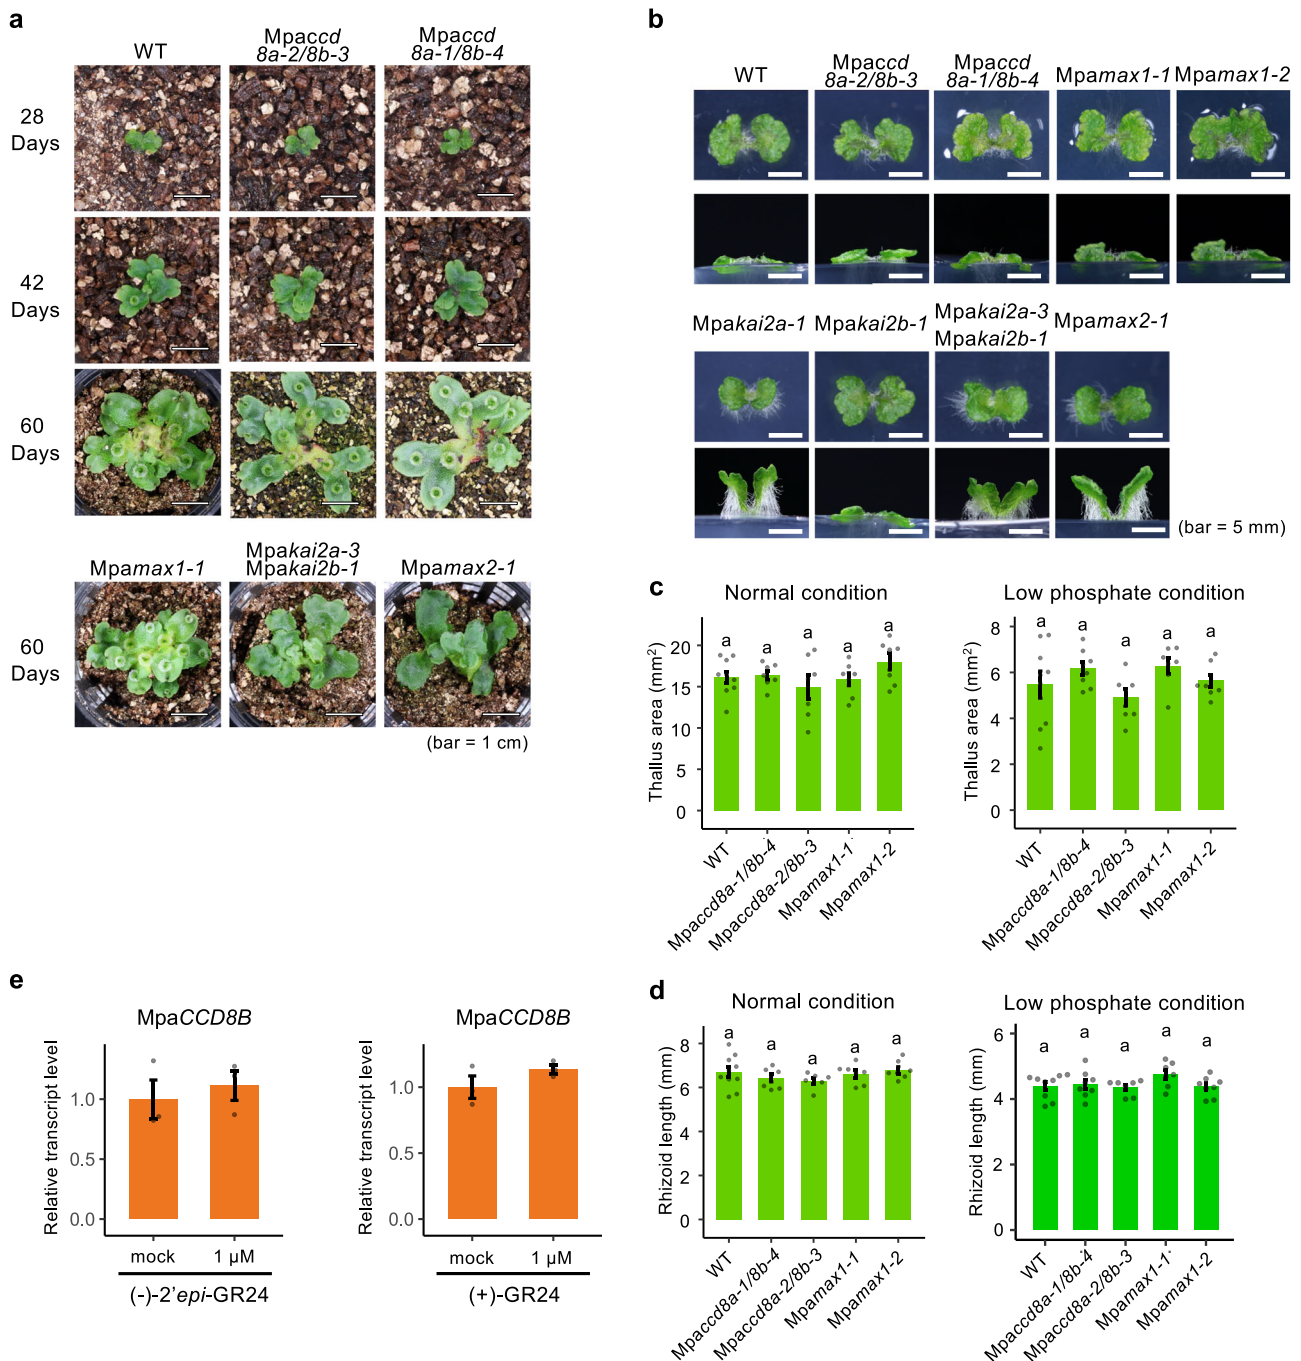 a
WT
Mpaccd
8a-2/8b-3
Mpaccd
8a-1/8b-4
28
Days
42
Days
60
Days
Mpamax1-1
Mpakai2a-3
Mpakai2b-1
Mpamax2-1
60
Days
(bar = 1 cm)
b
WT
Mpaccd
8a-2/8b-3
Mpaccd
8a-1/8b-4
Mpamax1-1
Mpamax1-2
Mpakai2a-1
Mpakai2b-1
Mpakai2a-3
Mpakai2b-1
Mpamax2-1
(bar = 5 mm)
c
Normal condition
Thallus area (mm²)
20
15
10
5
0
a a a a a
WT
Mpaccd8a-1/8b-4
Mpaccd8a-2/8b-3
Mpamax1-1
Mpamax1-2
Low phosphate condition
Thallus area (mm²)
8
6
4
2
0
a a a a a
WT
Mpaccd8a-1/8b-4
Mpaccd8a-2/8b-3
Mpamax1-1
Mpamax1-2
d
Normal condition
Rhizoid length (mm)
8
6
4
2
0
a a a a a
WT
Mpaccd8a-1/8b-4
Mpaccd8a-2/8b-3
Mpamax1-1
Mpamax1-2
Low phosphate condition
Rhizoid length (mm)
6
4
2
0
a a a a a
WT
Mpaccd8a-1/8b-4
Mpaccd8a-2/8b-3
Mpamax1-1
Mpamax1-2
e
MpaCCD8B
Relative transcript level
1.0
0.5
0.0
mock 1 µM
(-)-2'epi-GR24
MpaCCD8B
Relative transcript level
1.0
0.5
0.0
mock 1 µM
(+)-GR24